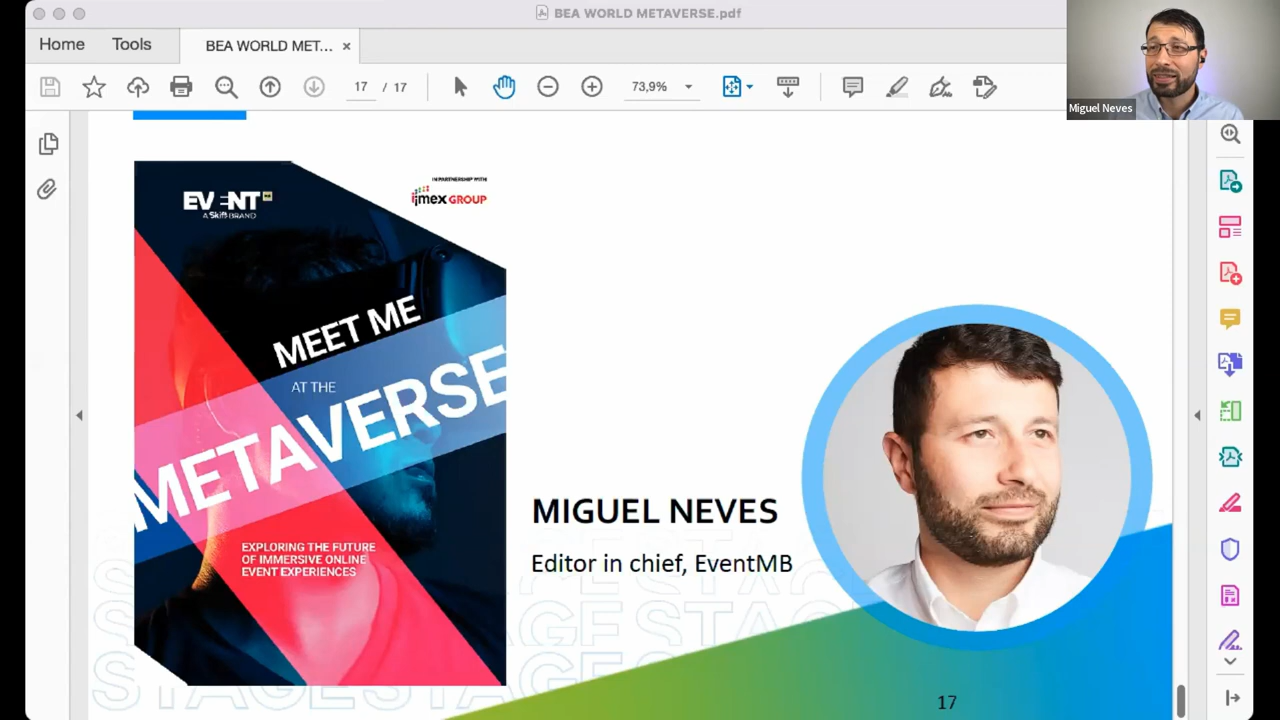 BEA WORLD METAVERSE.pdf
Home
Tools
BEA WORLD MET... ×
17 / 17
73,9%
Miguel Neves
EVENT MB
A Skift BRAND
IN PARTNERSHIP WITH
imex GROUP
MEET ME
AT THE
METAVERSE
EXPLORING THE FUTURE
OF IMMERSIVE ONLINE
EVENT EXPERIENCES
MIGUEL NEVES
Editor in chief, EventMB
STAGESTAGE
17